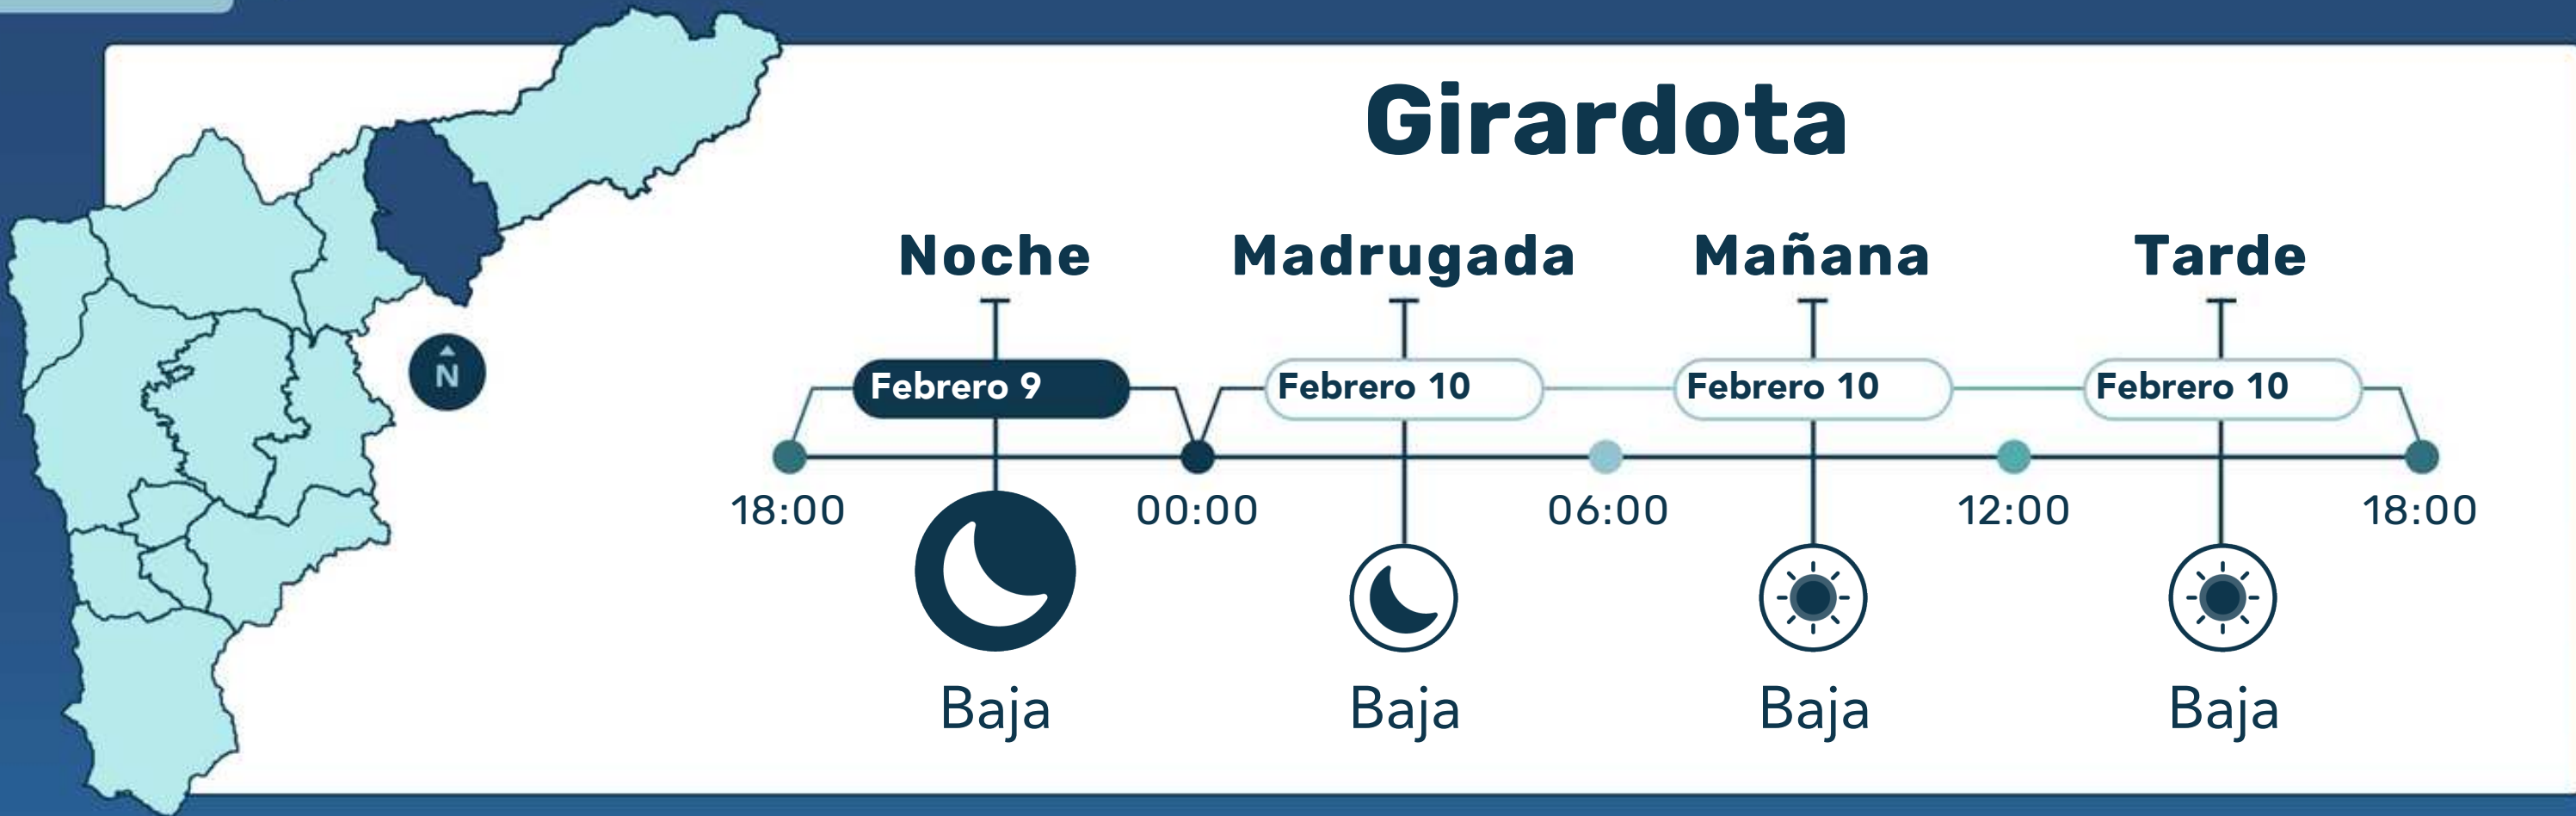 Girardota
Noche
Madrugada
Mañana
Tarde
Febrero 9
Febrero 10
Febrero 10
Febrero 10
N
18:00
00:00
06:00
12:00
18:00
Baja
Baja
Baja
Baja